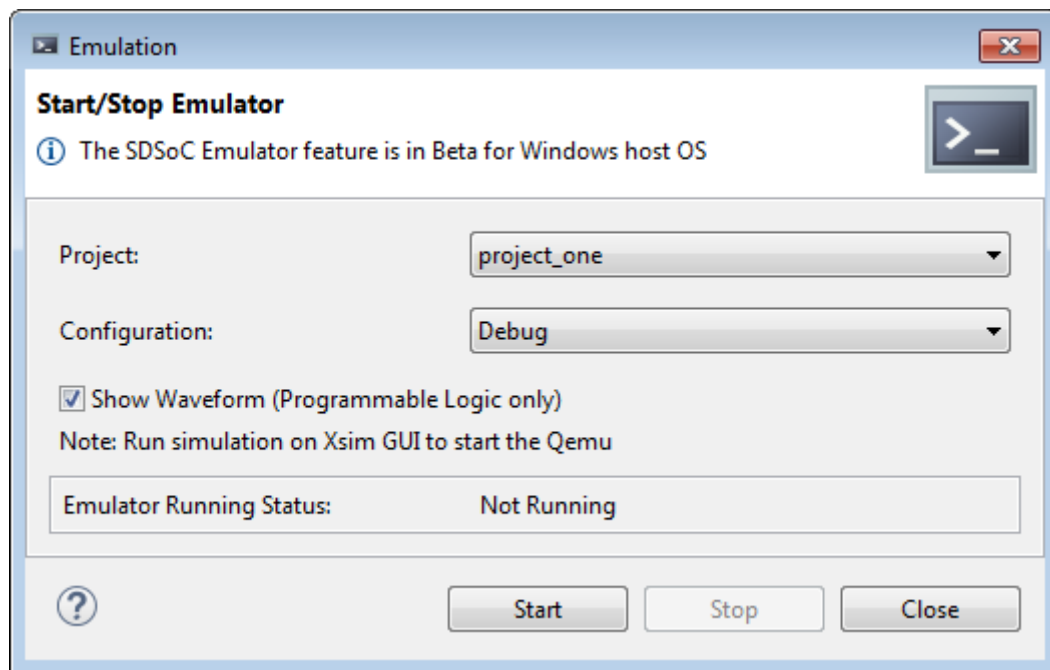 Emulation
Start/Stop Emulator
The SDSoC Emulator feature is in Beta for Windows host OS
Project: project_one
Configuration: Debug
Show Waveform (Programmable Logic only)
Note: Run simulation on Xsim GUI to start the Qemu
Emulator Running Status: Not Running
Start Stop Close